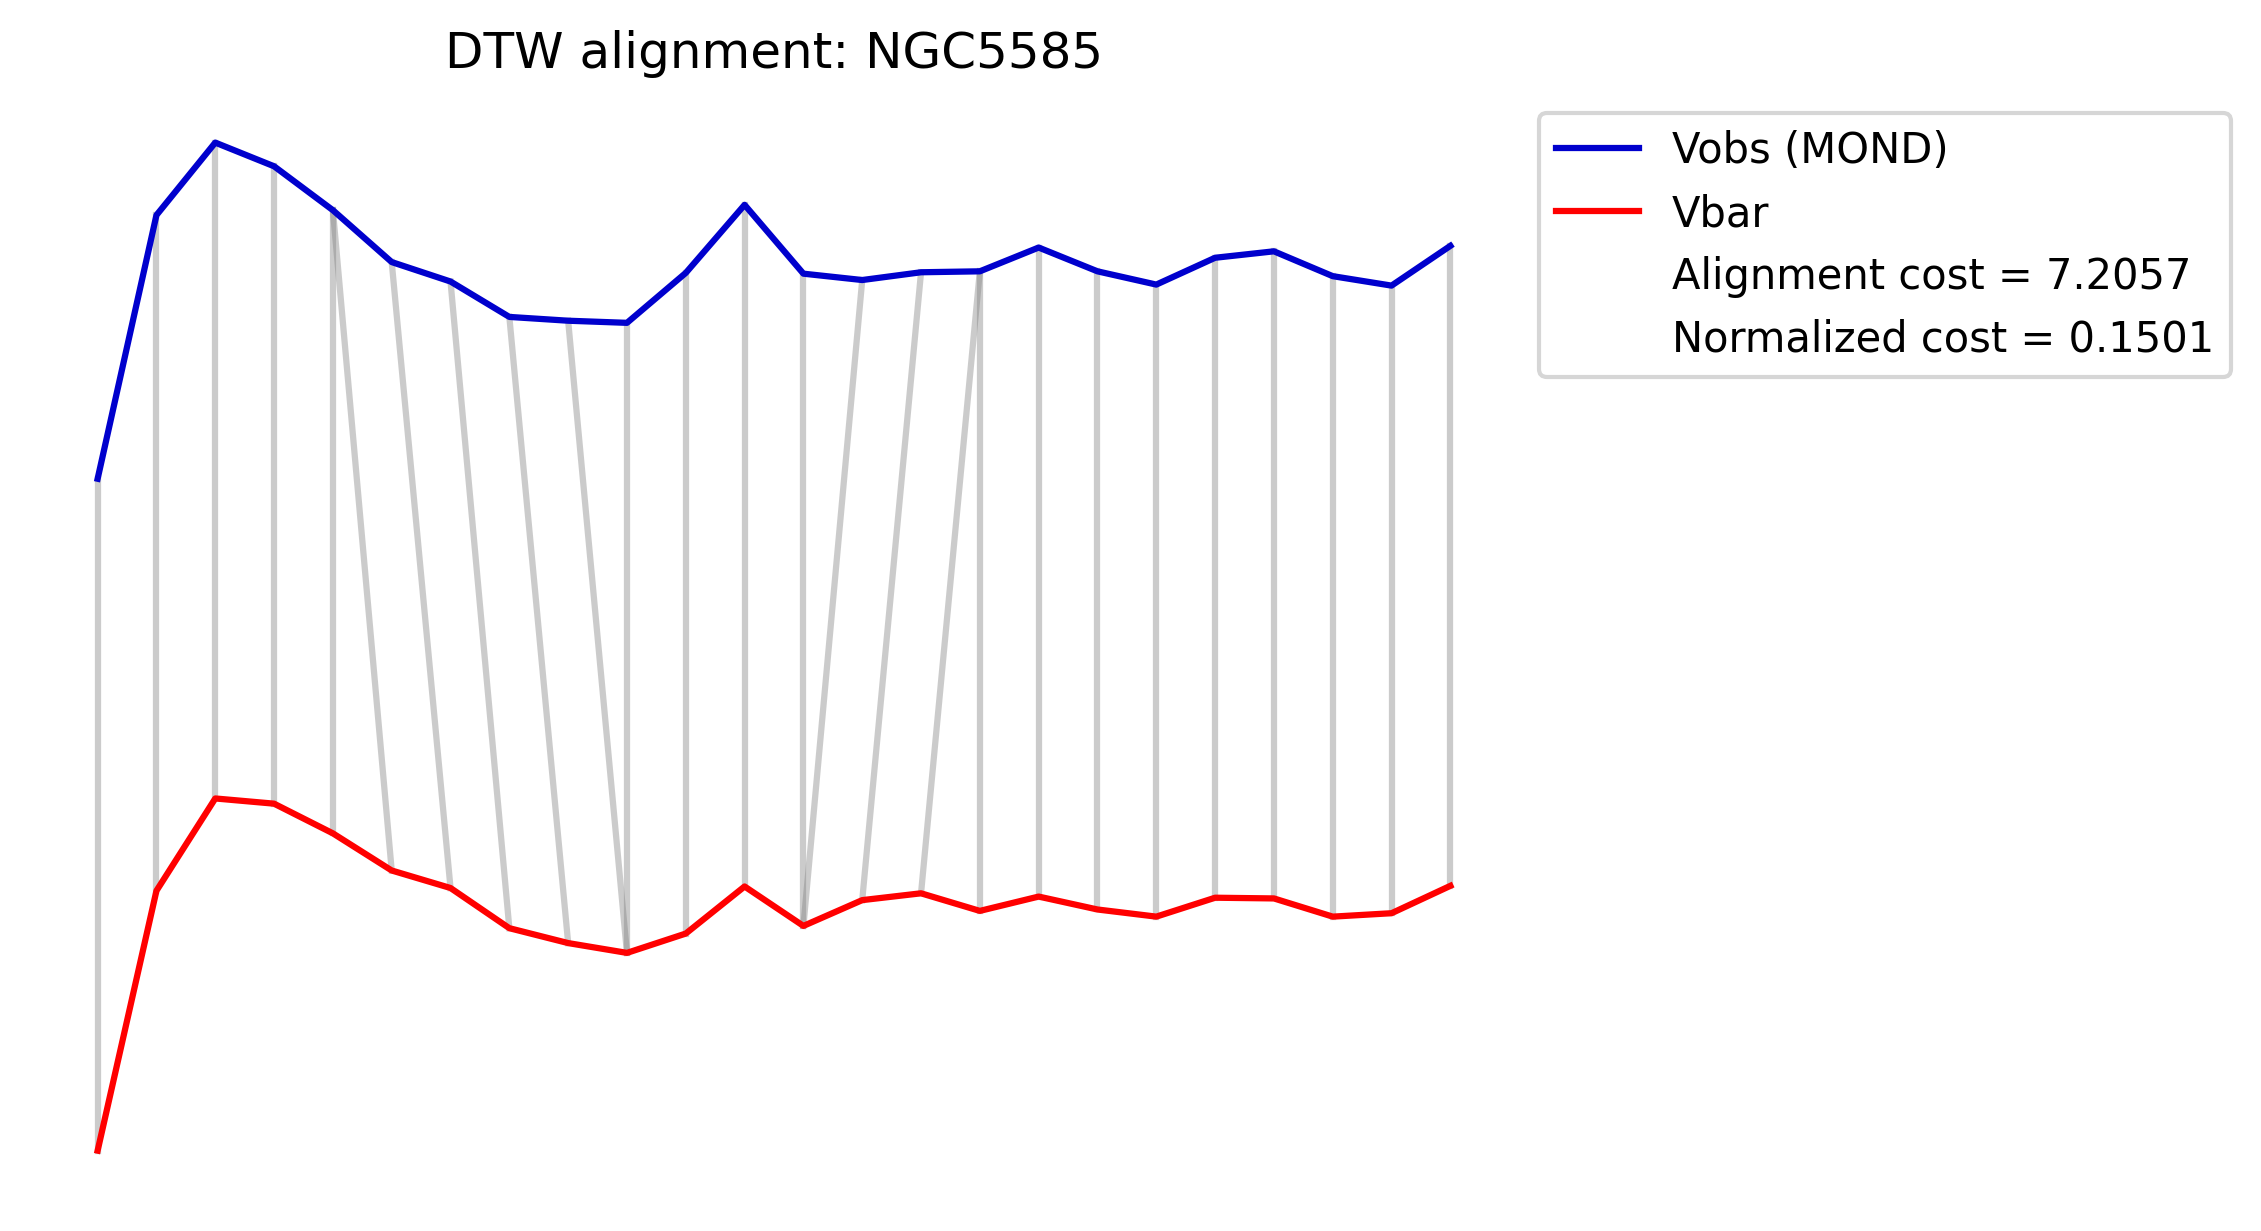 DTW alignment: NGC5585
Vobs (MOND)
Vbar
Alignment cost = 7.2057
Normalized cost = 0.1501